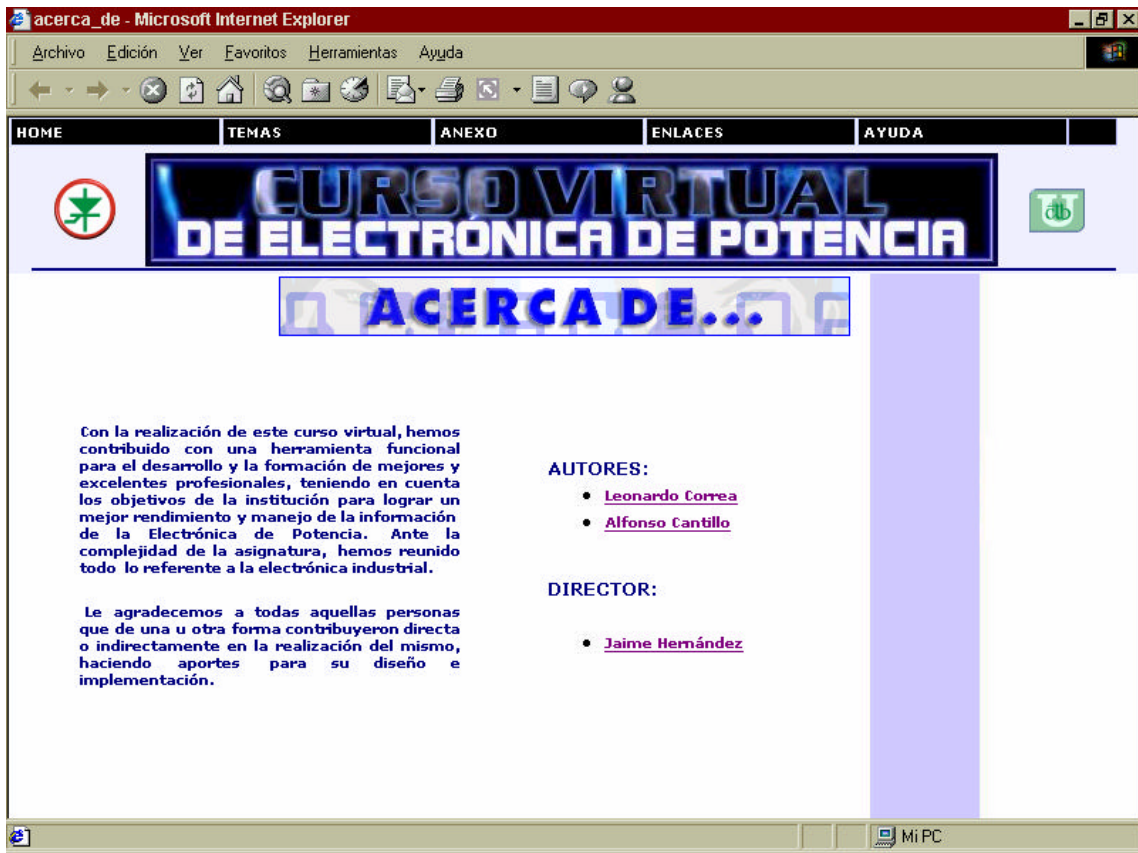 acerca_de - Microsoft Internet Explorer
Archivo Edición Ver Favoritos Herramientas Ayuda
HOME TEMAS ANEXO ENLACES AYUDA
CURSO VIRTUAL
DE ELECTRÓNICA DE POTENCIA
ACERCA DE...
Con la realización de este curso virtual, hemos
contribuido con una herramienta funcional
para el desarrollo y la formación de mejores y
excelentes profesionales, teniendo en cuenta
los objetivos de la institución para lograr un
mejor rendimiento y manejo de la información
de la Electrónica de Potencia. Ante la
complejidad de la asignatura, hemos reunido
todo lo referente a la electrónica industrial.
Le agradecemos a todas aquellas personas
que de una u otra forma contribuyeron directa
o indirectamente en la realización del mismo,
haciendo aportes para su diseño e
implementación.
AUTORES:
Leonardo Correa
Alfonso Cantillo
DIRECTOR:
Jaime Hernández
Mi PC